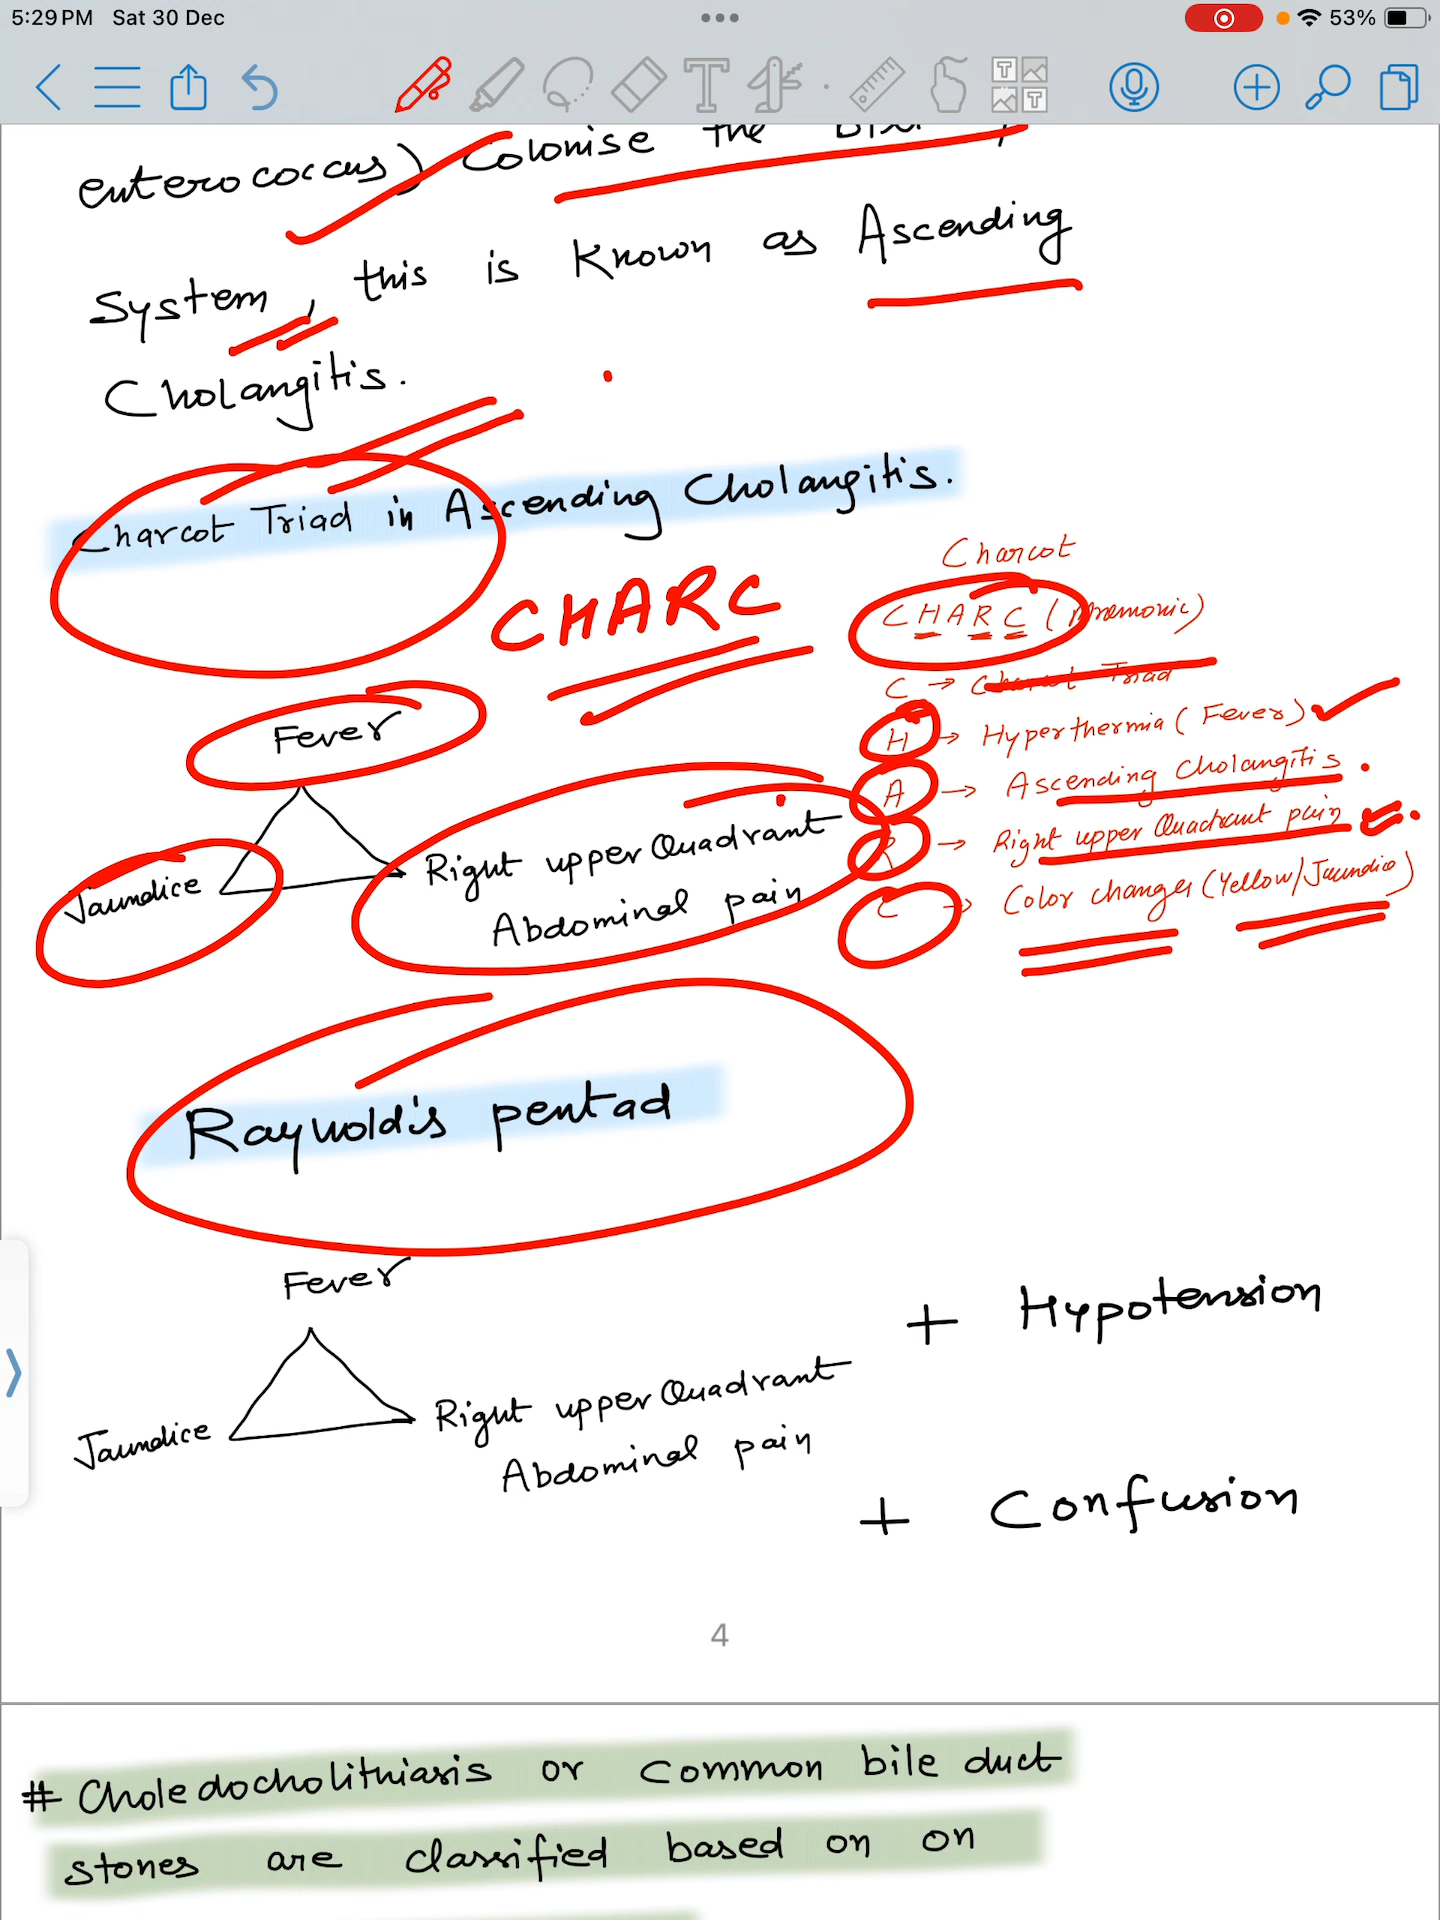 5:29 PM Sat 30 Dec
53%
enterococcus) Colonise the
System, this is Known as Ascending
Cholangitis.
Charcot Triad in Ascending Cholangitis.
CHARC
Charcot
CHARC (Mnemonic)
C → Charcot Triad
H → Hyperthermia (Fever)
A → Ascending Cholangitis.
R → Right upper Quadrant pain
C → Color changes (Yellow/Jaundice)
Fever
Jaundice
Right upper Quadrant
Abdominal pain
Raynold's pentad
Fever
+ Hypotension
Jaundice
Right upper Quadrant
Abdominal pain
+ Confusion
4
# Choledocholithiasis or common bile duct
stones are classified based on on